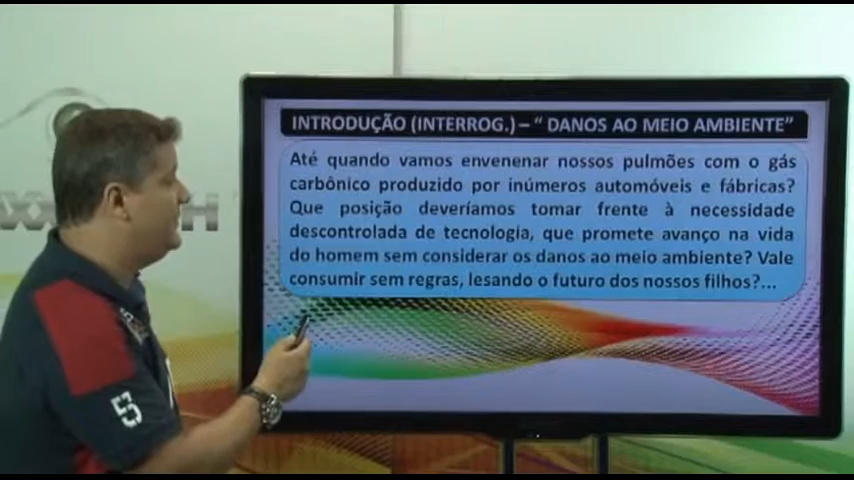 INTRODUÇÃO (INTERROG.) – “ DANOS AO MEIO AMBIENTE”
Até quando vamos envenenar nossos pulmões com o gás
carbônico produzido por inúmeros automóveis e fábricas?
Que posição deveríamos tomar frente à necessidade
descontrolada de tecnologia, que promete avanço na vida
do homem sem considerar os danos ao meio ambiente? Vale
consumir sem regras, lesando o futuro dos nossos filhos?...
5